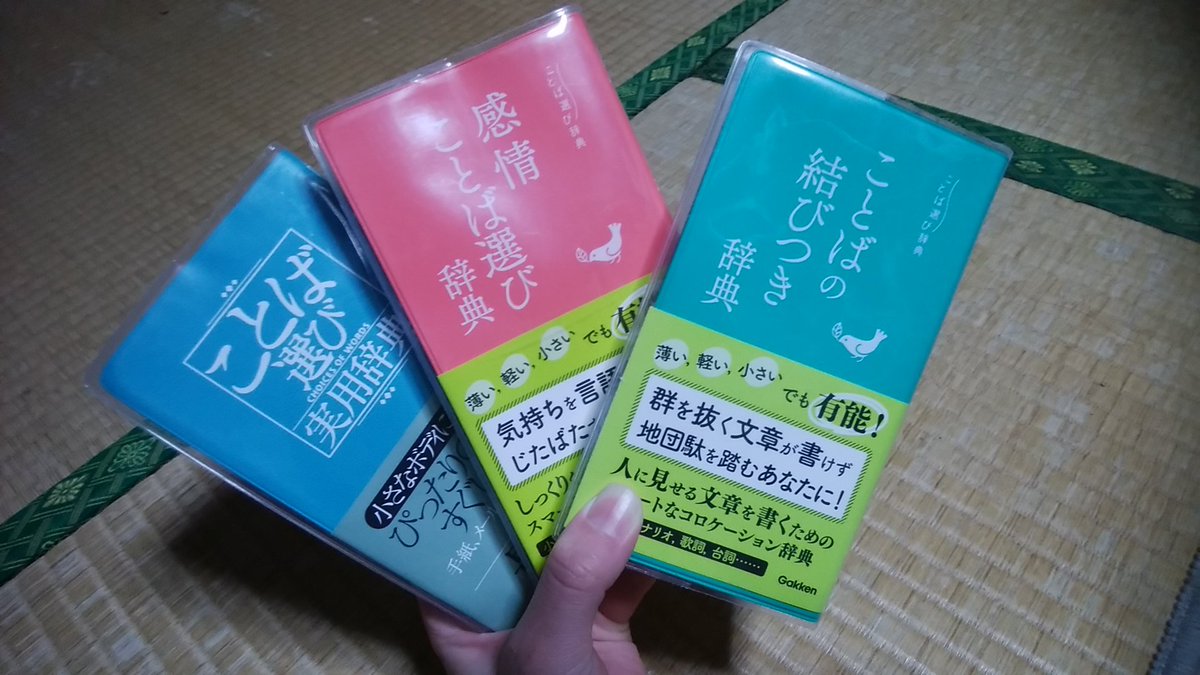 ことば
選び
CHOICES OF WORDS
実用辞典
小さなボディに
ぴったり
すぐ
手紙、メ
ことば選び辞典
感情
ことば選び
辞典
薄い, 軽い, 小さい
でも
気持ちを言語
じたばた
しっくり
スマ
ことば選び辞典
ことばの
結びつき
辞典
薄い, 軽い, 小さい
でも有能!
群を抜く文章が書けず
地団駄を踏むあなたに!
人に見せる文章を書くための
ートなコロケーション辞典
ナリオ, 歌詞, 台詞……
Gakken